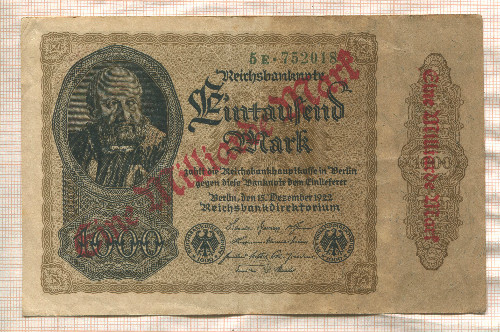 5E·752018
Reichsbanknote
Eintausend
Mark
zahlt die Reichsbankhauptkasse in Berlin
gegen diese Banknote dem Einlieferer
Berlin, den 15. Dezember 1922
Reichsbankdirektorium
1000
Eine Milliarde Mark
1000
Eine Milliarde Mark